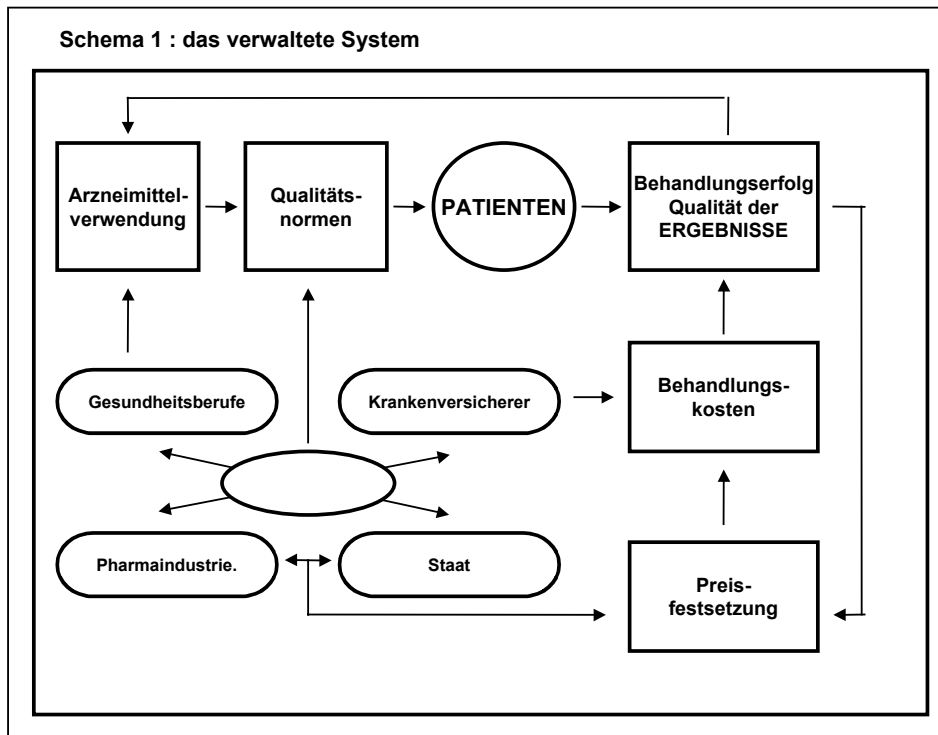 Schema 1 : das verwaltete System
Arzneimittel-
verwendung
Qualitäts-
normen
PATIENTEN
Behandlungserfolg
Qualität der
ERGEBNISSE
Gesundheitsberufe
Krankenversicherer
Behandlungs-
kosten
Pharmaindustrie.
Staat
Preis-
festsetzung